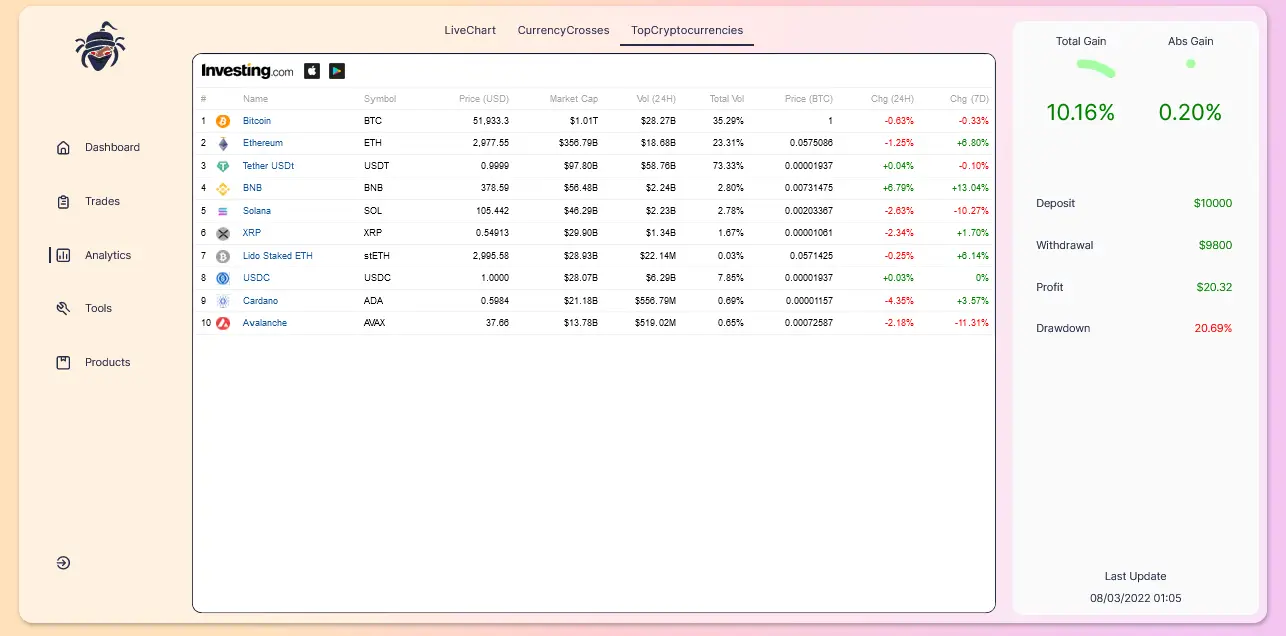 LiveChart CurrencyCrosses TopCryptocurrencies
Dashboard
Trades
Analytics
Tools
Products
Investing.com
# Name Symbol Price (USD) Market Cap Vol (24H) Total Vol Price (BTC) Chg (24H) Chg (7D)
1 Bitcoin BTC 51,933.3 $1.01T $28.27B 35.29% 1 -0.63% -0.33%
2 Ethereum ETH 2,977.55 $356.79B $18.68B 23.31% 0.0575086 -1.25% +6.80%
3 Tether USDt USDT 0.9999 $97.80B $58.76B 73.33% 0.00001937 +0.04% -0.10%
4 BNB BNB 378.59 $56.48B $2.24B 2.80% 0.00731475 +6.79% +13.04%
5 Solana SOL 105.442 $46.29B $2.23B 2.78% 0.00203367 -2.63% -10.27%
6 XRP XRP 0.54913 $29.90B $1.34B 1.67% 0.00001061 -2.34% +1.70%
7 Lido Staked ETH stETH 2,995.58 $28.93B $22.14M 0.03% 0.0571425 -0.25% +6.14%
8 USDC USDC 1.0000 $28.07B $6.29B 7.85% 0.00001937 +0.03% 0%
9 Cardano ADA 0.5984 $21.18B $556.79M 0.69% 0.00001157 -4.35% +3.57%
10 Avalanche AVAX 37.66 $13.78B $519.02M 0.65% 0.00072587 -2.18% -11.31%
Total Gain Abs Gain
10.16% 0.20%
Deposit $10000
Withdrawal $9800
Profit $20.32
Drawdown 20.69%
Last Update
08/03/2022 01:05